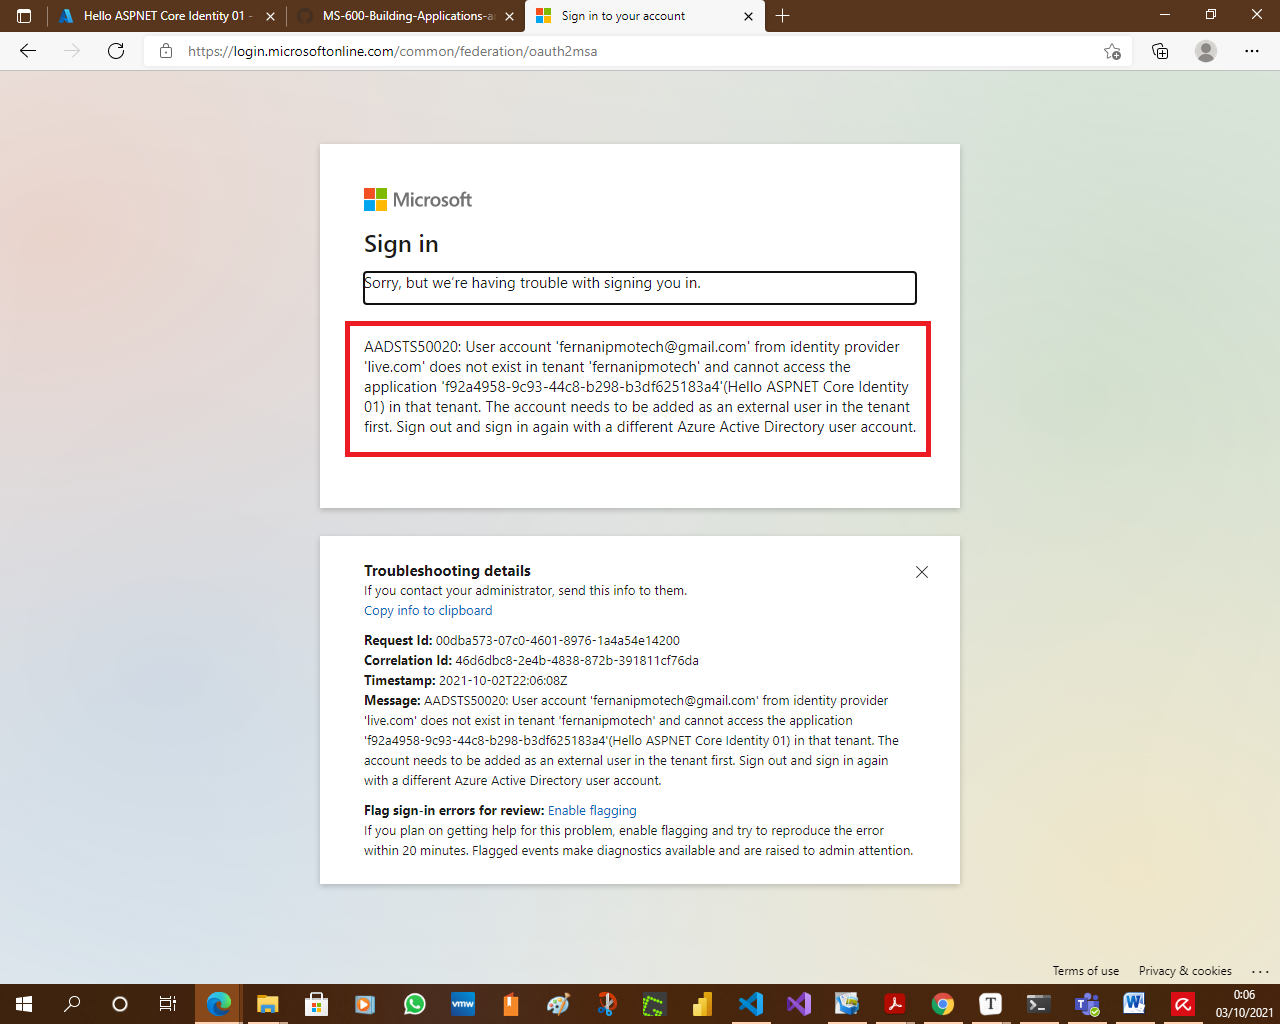 Hello ASPNET Core Identity 01 -
MS-600-Building-Applications-a
Sign in to your account
https://login.microsoftonline.com/common/federation/oauth2msa
Microsoft
Sign in
Sorry, but we're having trouble with signing you in.
AADSTS50020: User account 'fernanipmotech@gmail.com' from identity provider
'live.com' does not exist in tenant 'fernanipmotech' and cannot access the
application 'f92a4958-9c93-44c8-b298-b3df625183a4'(Hello ASPNET Core Identity
01) in that tenant. The account needs to be added as an external user in the tenant
first. Sign out and sign in again with a different Azure Active Directory user account.
Troubleshooting details
If you contact your administrator, send this info to them.
Copy info to clipboard
Request Id: 00dba573-07c0-4601-8976-1a4a54e14200
Correlation Id: 46d6dbc8-2e4b-4838-872b-391811cf76da
Timestamp: 2021-10-02T22:06:08Z
Message: AADSTS50020: User account 'fernanipmotech@gmail.com' from identity provider
'live.com' does not exist in tenant 'fernanipmotech' and cannot access the application
'f92a4958-9c93-44c8-b298-b3df625183a4'(Hello ASPNET Core Identity 01) in that tenant. The
account needs to be added as an external user in the tenant first. Sign out and sign in again
with a different Azure Active Directory user account.
Flag sign-in errors for review: Enable flagging
If you plan on getting help for this problem, enable flagging and try to reproduce the error
within 20 minutes. Flagged events make diagnostics available and are raised to admin attention.
Terms of use Privacy & cookies ...
vmw
T
W
0:06
03/10/2021